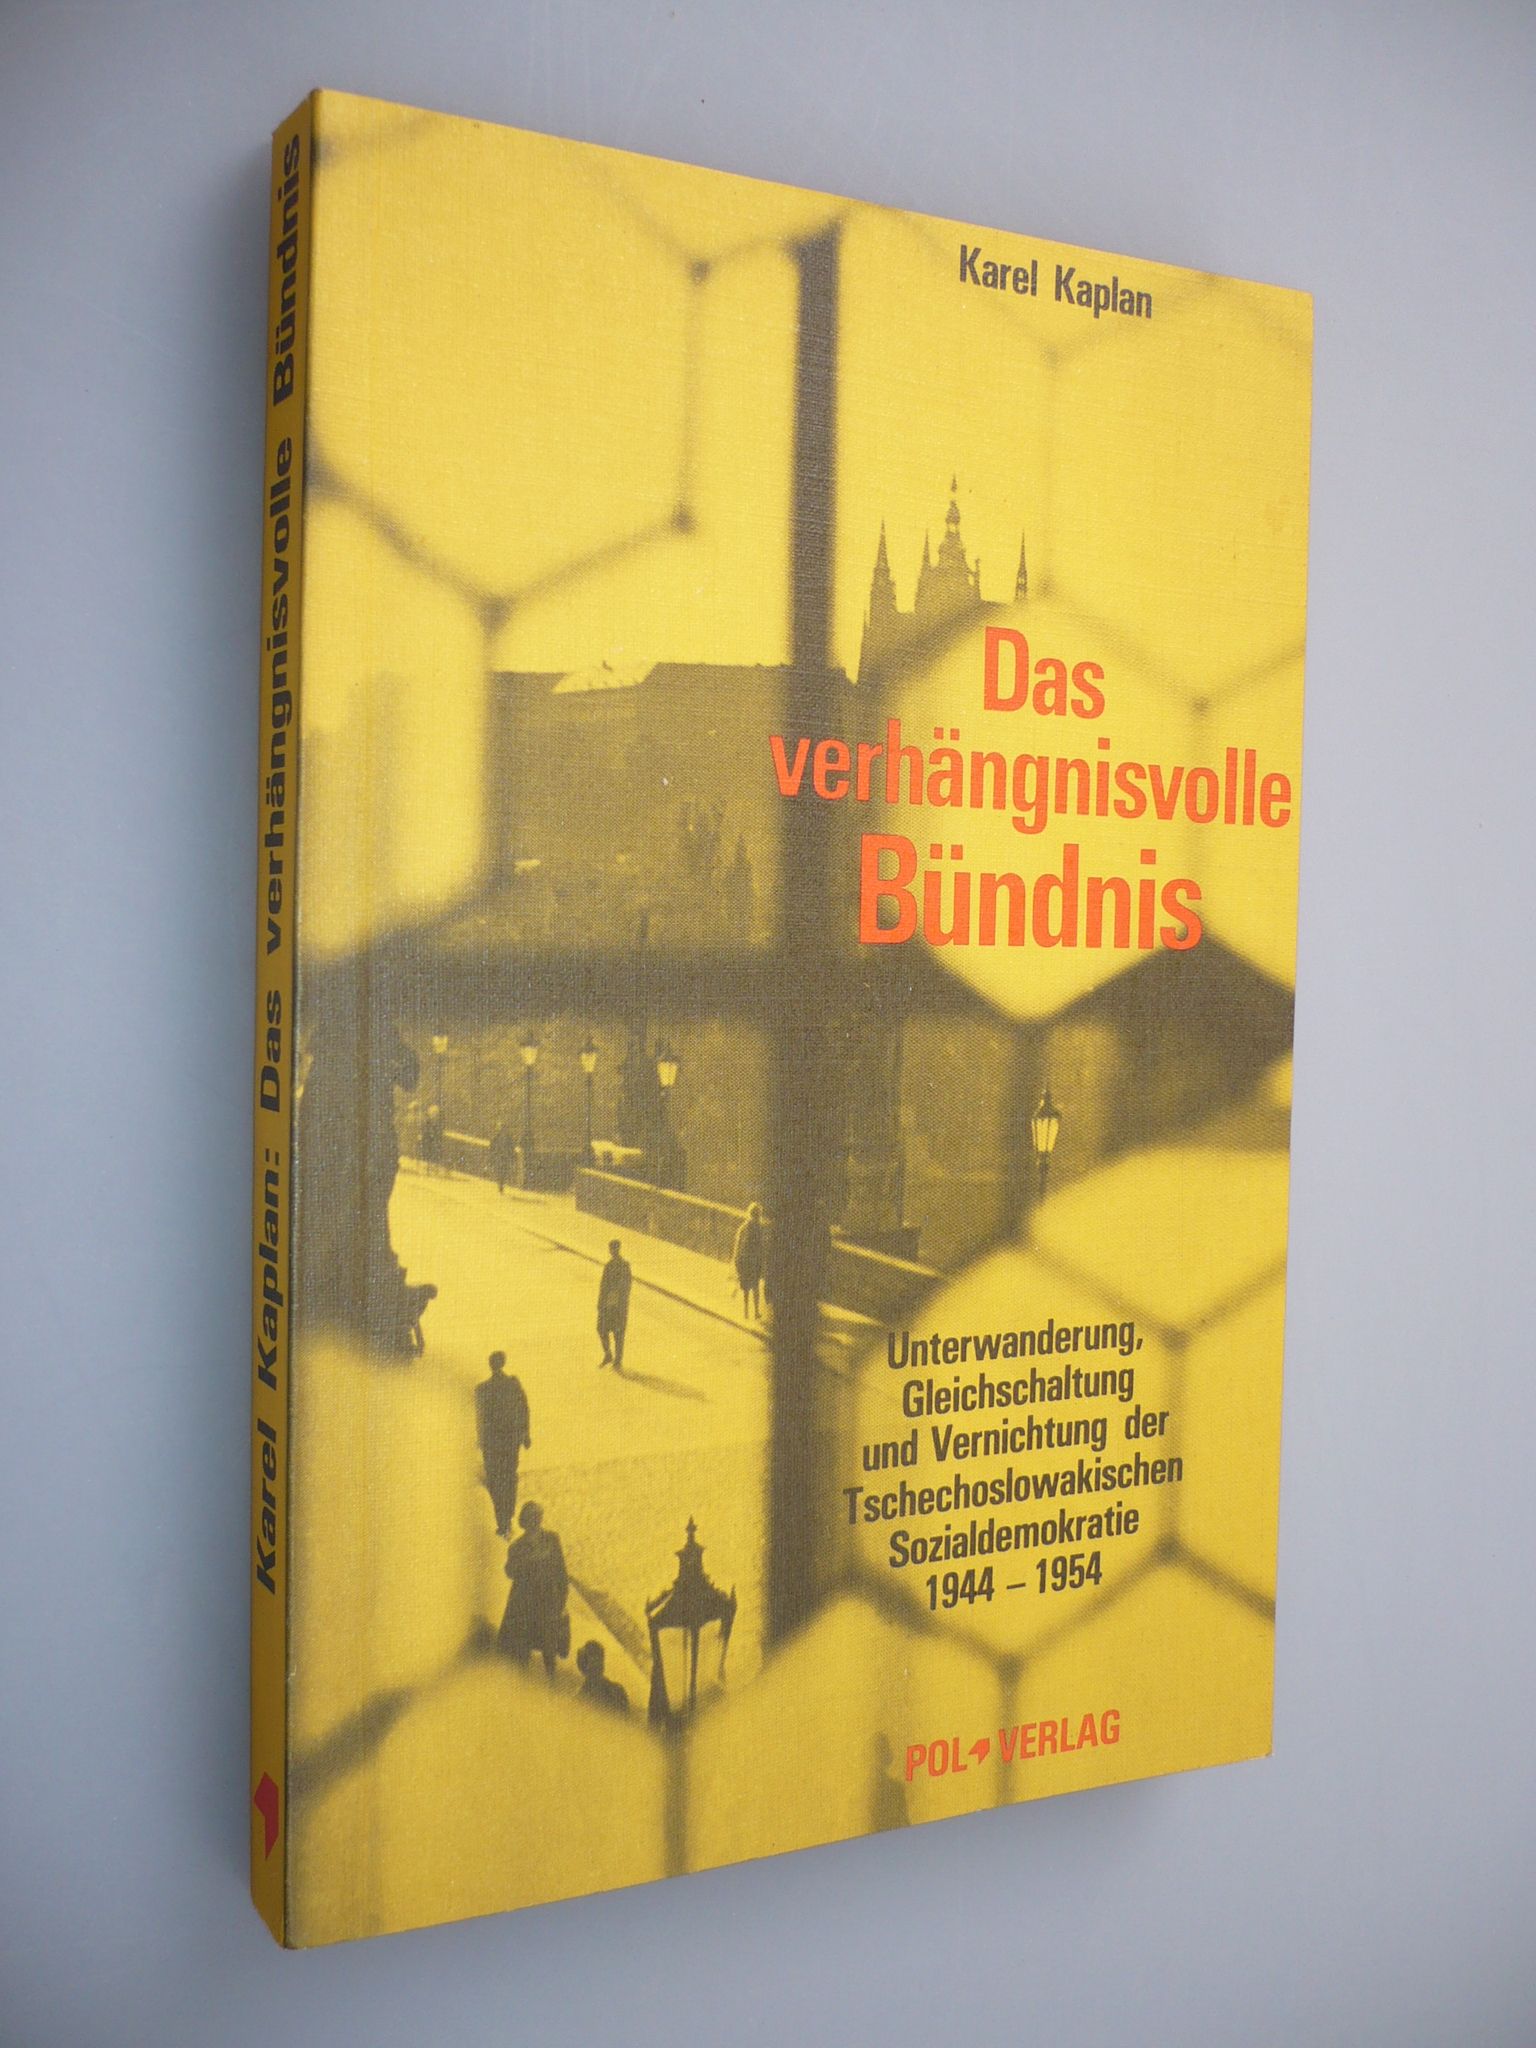 Karel Kaplan: Das verhängnisvolle Bündnis
Karel Kaplan
Das
verhängnisvolle
Bündnis
Unterwanderung,
Gleichschaltung
und Vernichtung der
Tschechoslowakischen
Sozialdemokratie
1944 – 1954
POL VERLAG